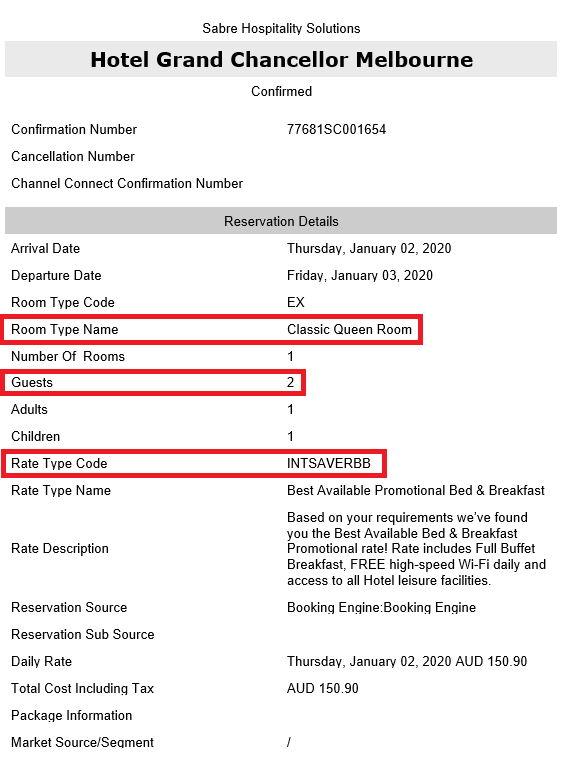 Sabre Hospitality Solutions
Hotel Grand Chancellor Melbourne
Confirmed
Confirmation Number 77681SC001654
Cancellation Number
Channel Connect Confirmation Number
Reservation Details
Arrival Date Thursday, January 02, 2020
Departure Date Friday, January 03, 2020
Room Type Code EX
Room Type Name Classic Queen Room
Number Of Rooms 1
Guests 2
Adults 1
Children 1
Rate Type Code INTSAVERBB
Rate Type Name Best Available Promotional Bed & Breakfast
Rate Description Based on your requirements we’ve found
you the Best Available Bed & Breakfast
Promotional rate! Rate includes Full Buffet
Breakfast, FREE high-speed Wi-Fi daily and
access to all Hotel leisure facilities.
Reservation Source Booking Engine:Booking Engine
Reservation Sub Source
Daily Rate Thursday, January 02, 2020 AUD 150.90
Total Cost Including Tax AUD 150.90
Package Information
Market Source/Segment /